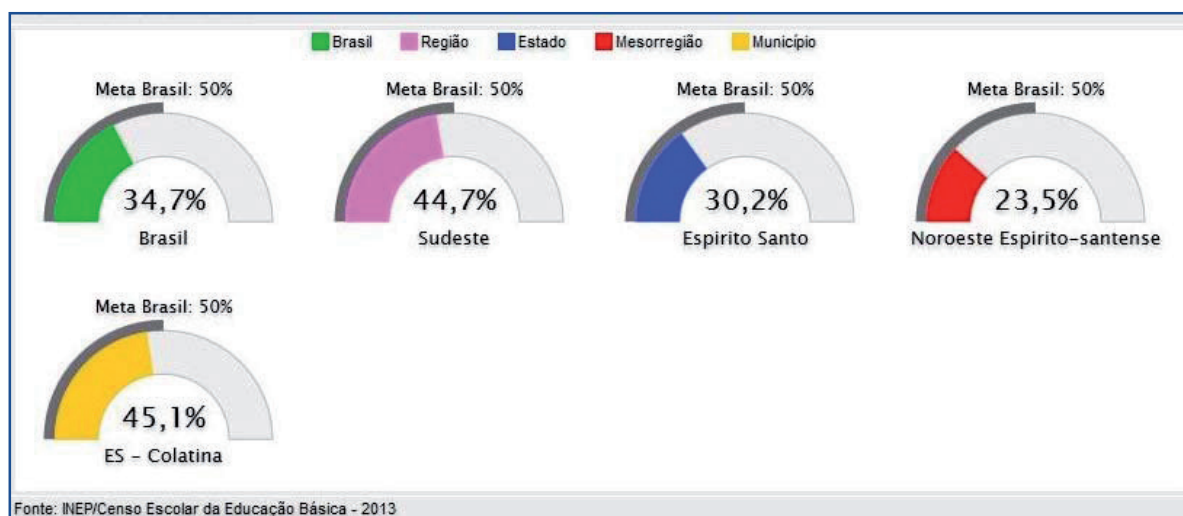 Brasil Região Estado Mesorregião Município
Meta Brasil: 50% Meta Brasil: 50% Meta Brasil: 50% Meta Brasil: 50%
34,7% 44,7% 30,2% 23,5%
Brasil Sudeste Espirito Santo Noroeste Espirito-santense
Meta Brasil: 50%
45,1%
ES - Colatina
Fonte: INEP/Censo Escolar da Educação Básica - 2013